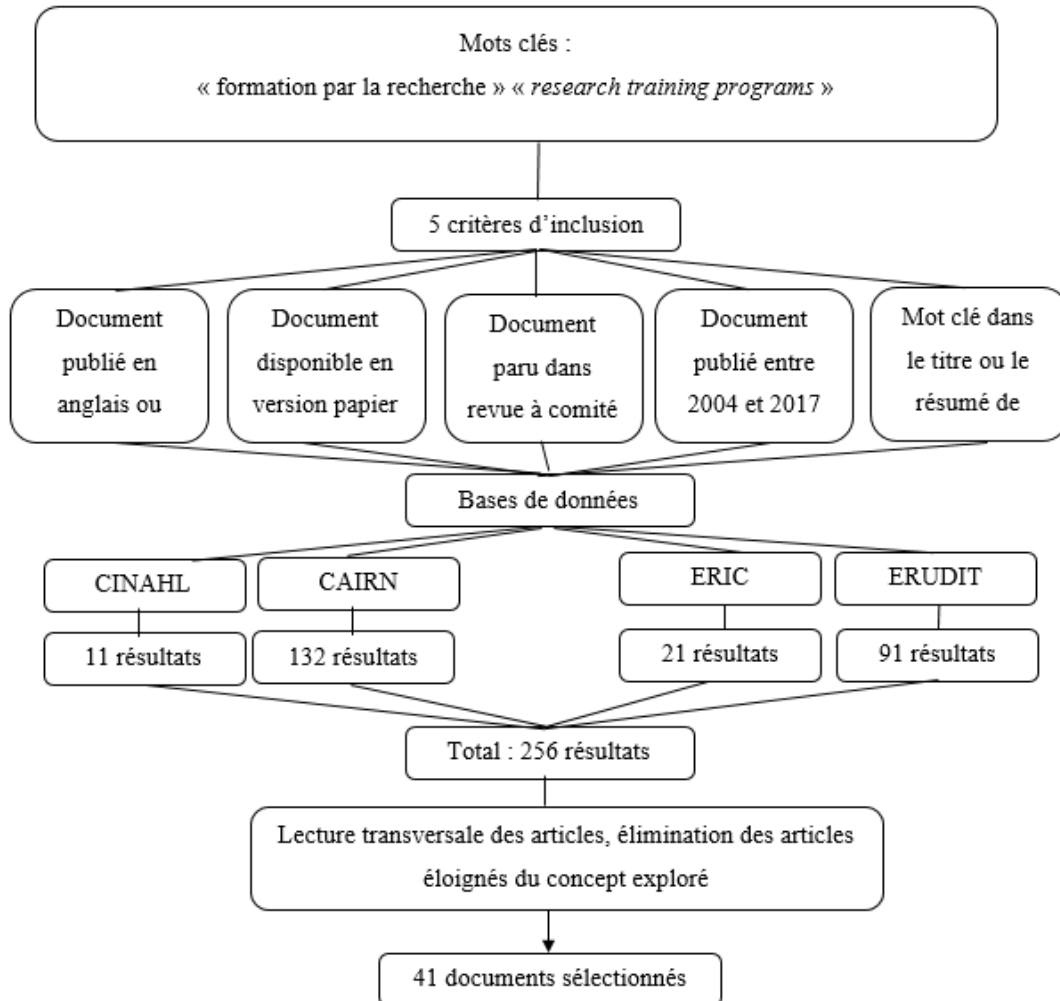 Mots clés :
« formation par la recherche » « research training programs »
5 critères d’inclusion
Document
publié en
anglais ou
Document
disponible en
version papier
Document
paru dans
revue à comité
Document
publié entre
2004 et 2017
Mot clé dans
le titre ou le
résumé de
Bases de données
CINAHL
CAIRN
ERIC
ERUDIT
11 résultats
132 résultats
21 résultats
91 résultats
Total : 256 résultats
Lecture transversale des articles, élimination des articles
éloignés du concept exploré
41 documents sélectionnés